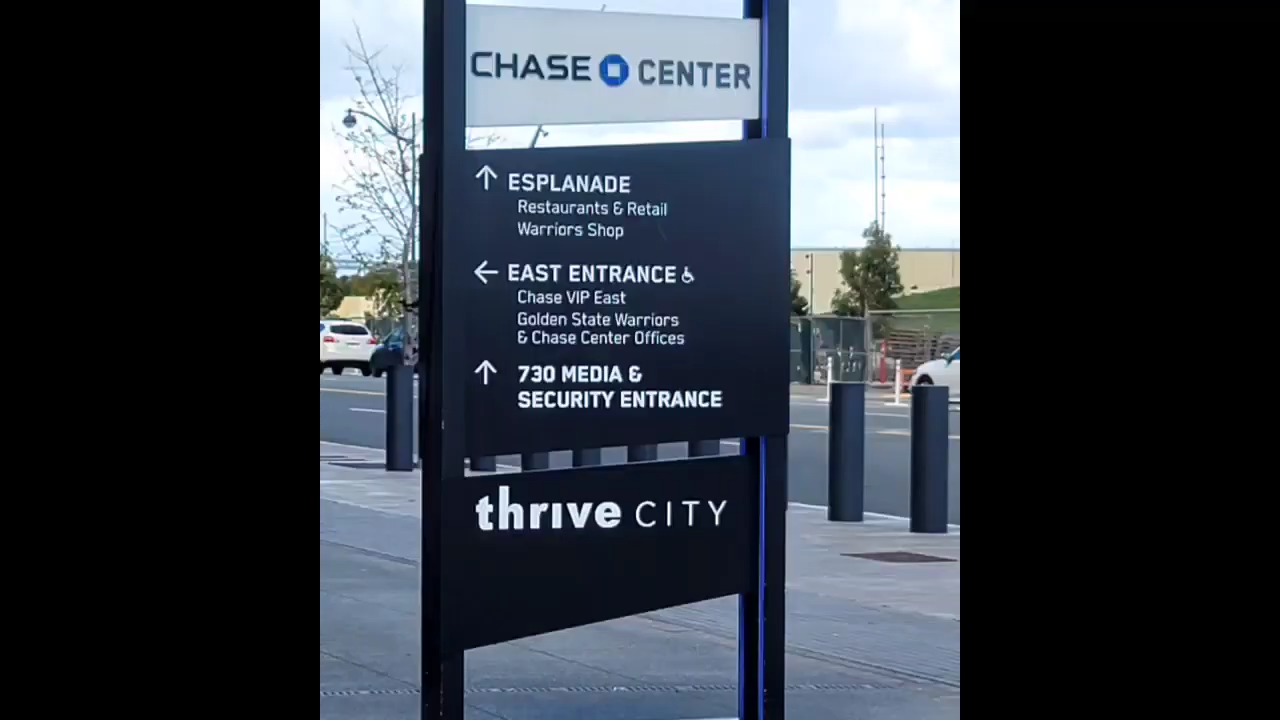 CHASE CENTER
↑ ESPLANADE
Restaurants & Retail
Warriors Shop
← EAST ENTRANCE ♿
Chase VIP East
Golden State Warriors
& Chase Center Offices
↑ 730 MEDIA &
SECURITY ENTRANCE
thrive CITY